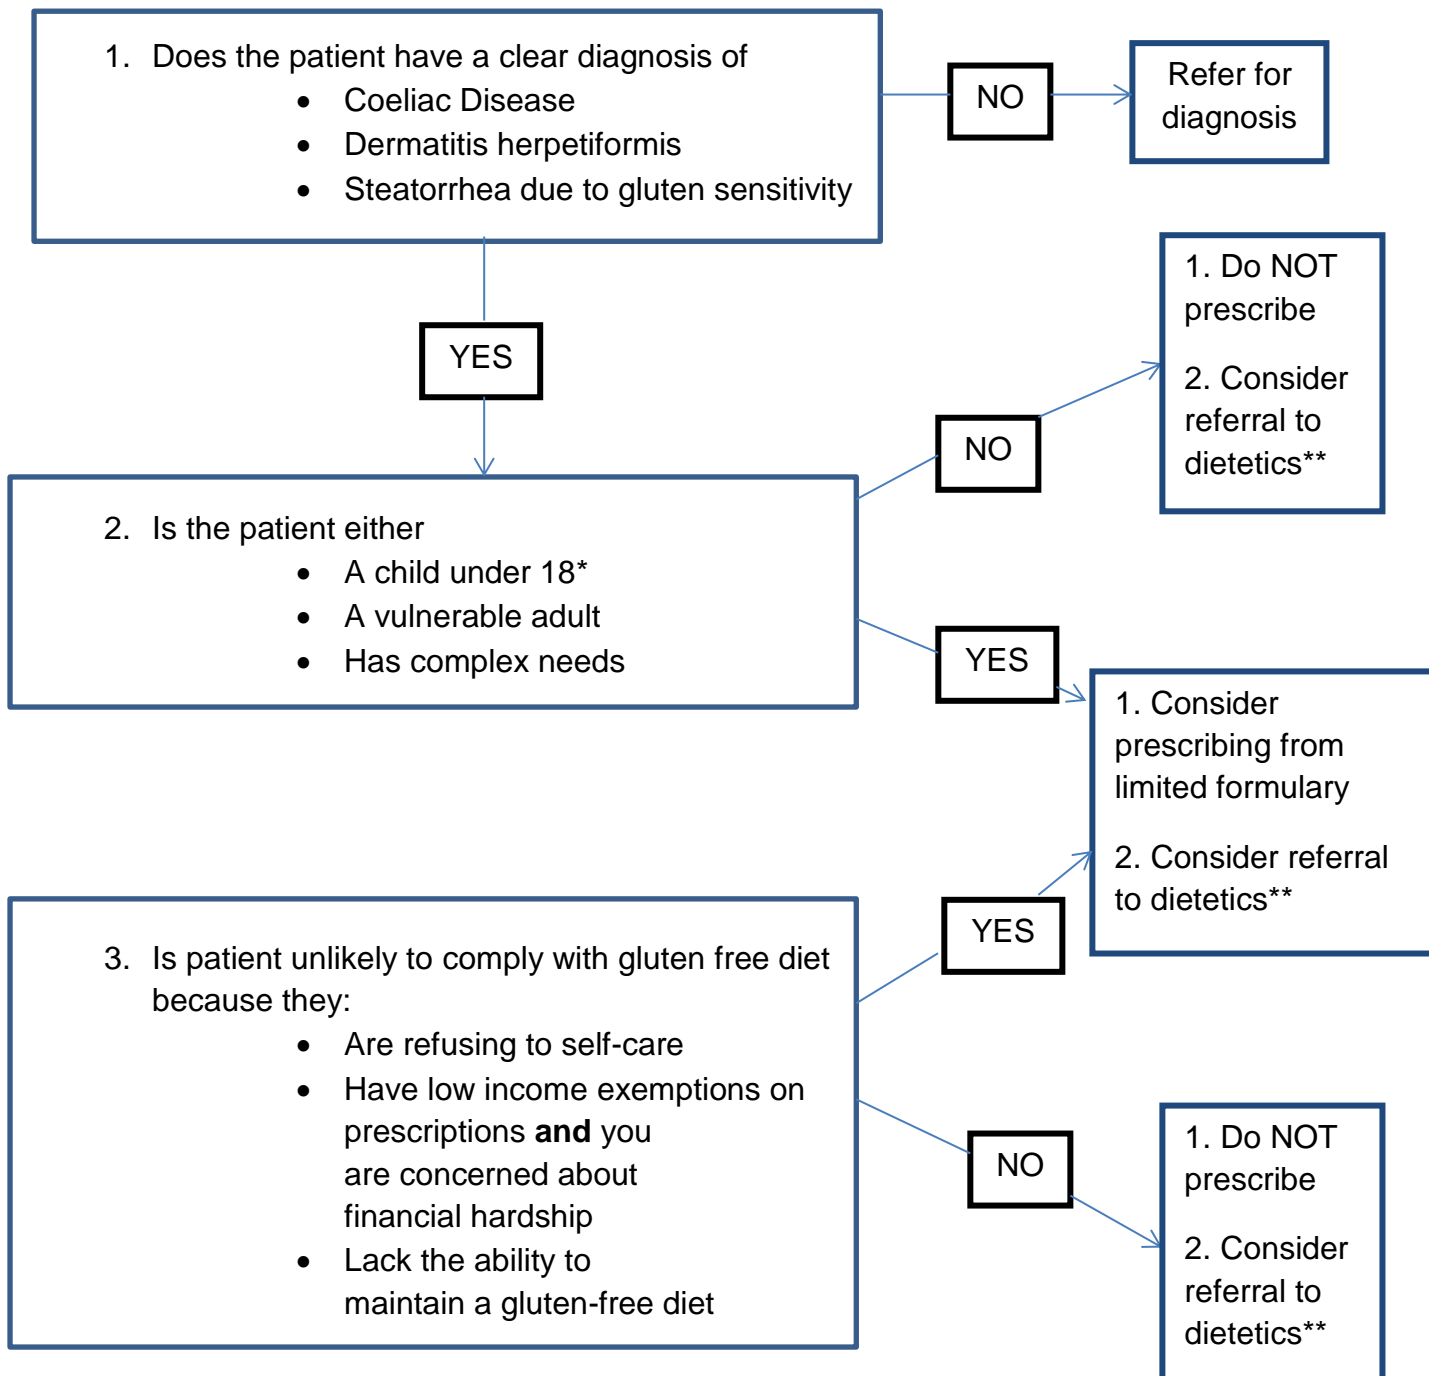 1. Does the patient have a clear diagnosis of
• Coeliac Disease
• Dermatitis herpetiformis
• Steatorrhea due to gluten sensitivity
NO
Refer for
diagnosis
YES
2. Is the patient either
• A child under 18*
• A vulnerable adult
• Has complex needs
NO
1. Do NOT
prescribe
2. Consider
referral to
dietetics**
YES
1. Consider
prescribing from
limited formulary
2. Consider referral
to dietetics**
3. Is patient unlikely to comply with gluten free diet
because they:
• Are refusing to self-care
• Have low income exemptions on
prescriptions and you
are concerned about
financial hardship
• Lack the ability to
maintain a gluten-free diet
YES
NO
1. Do NOT
prescribe
2. Consider
referral to
dietetics**